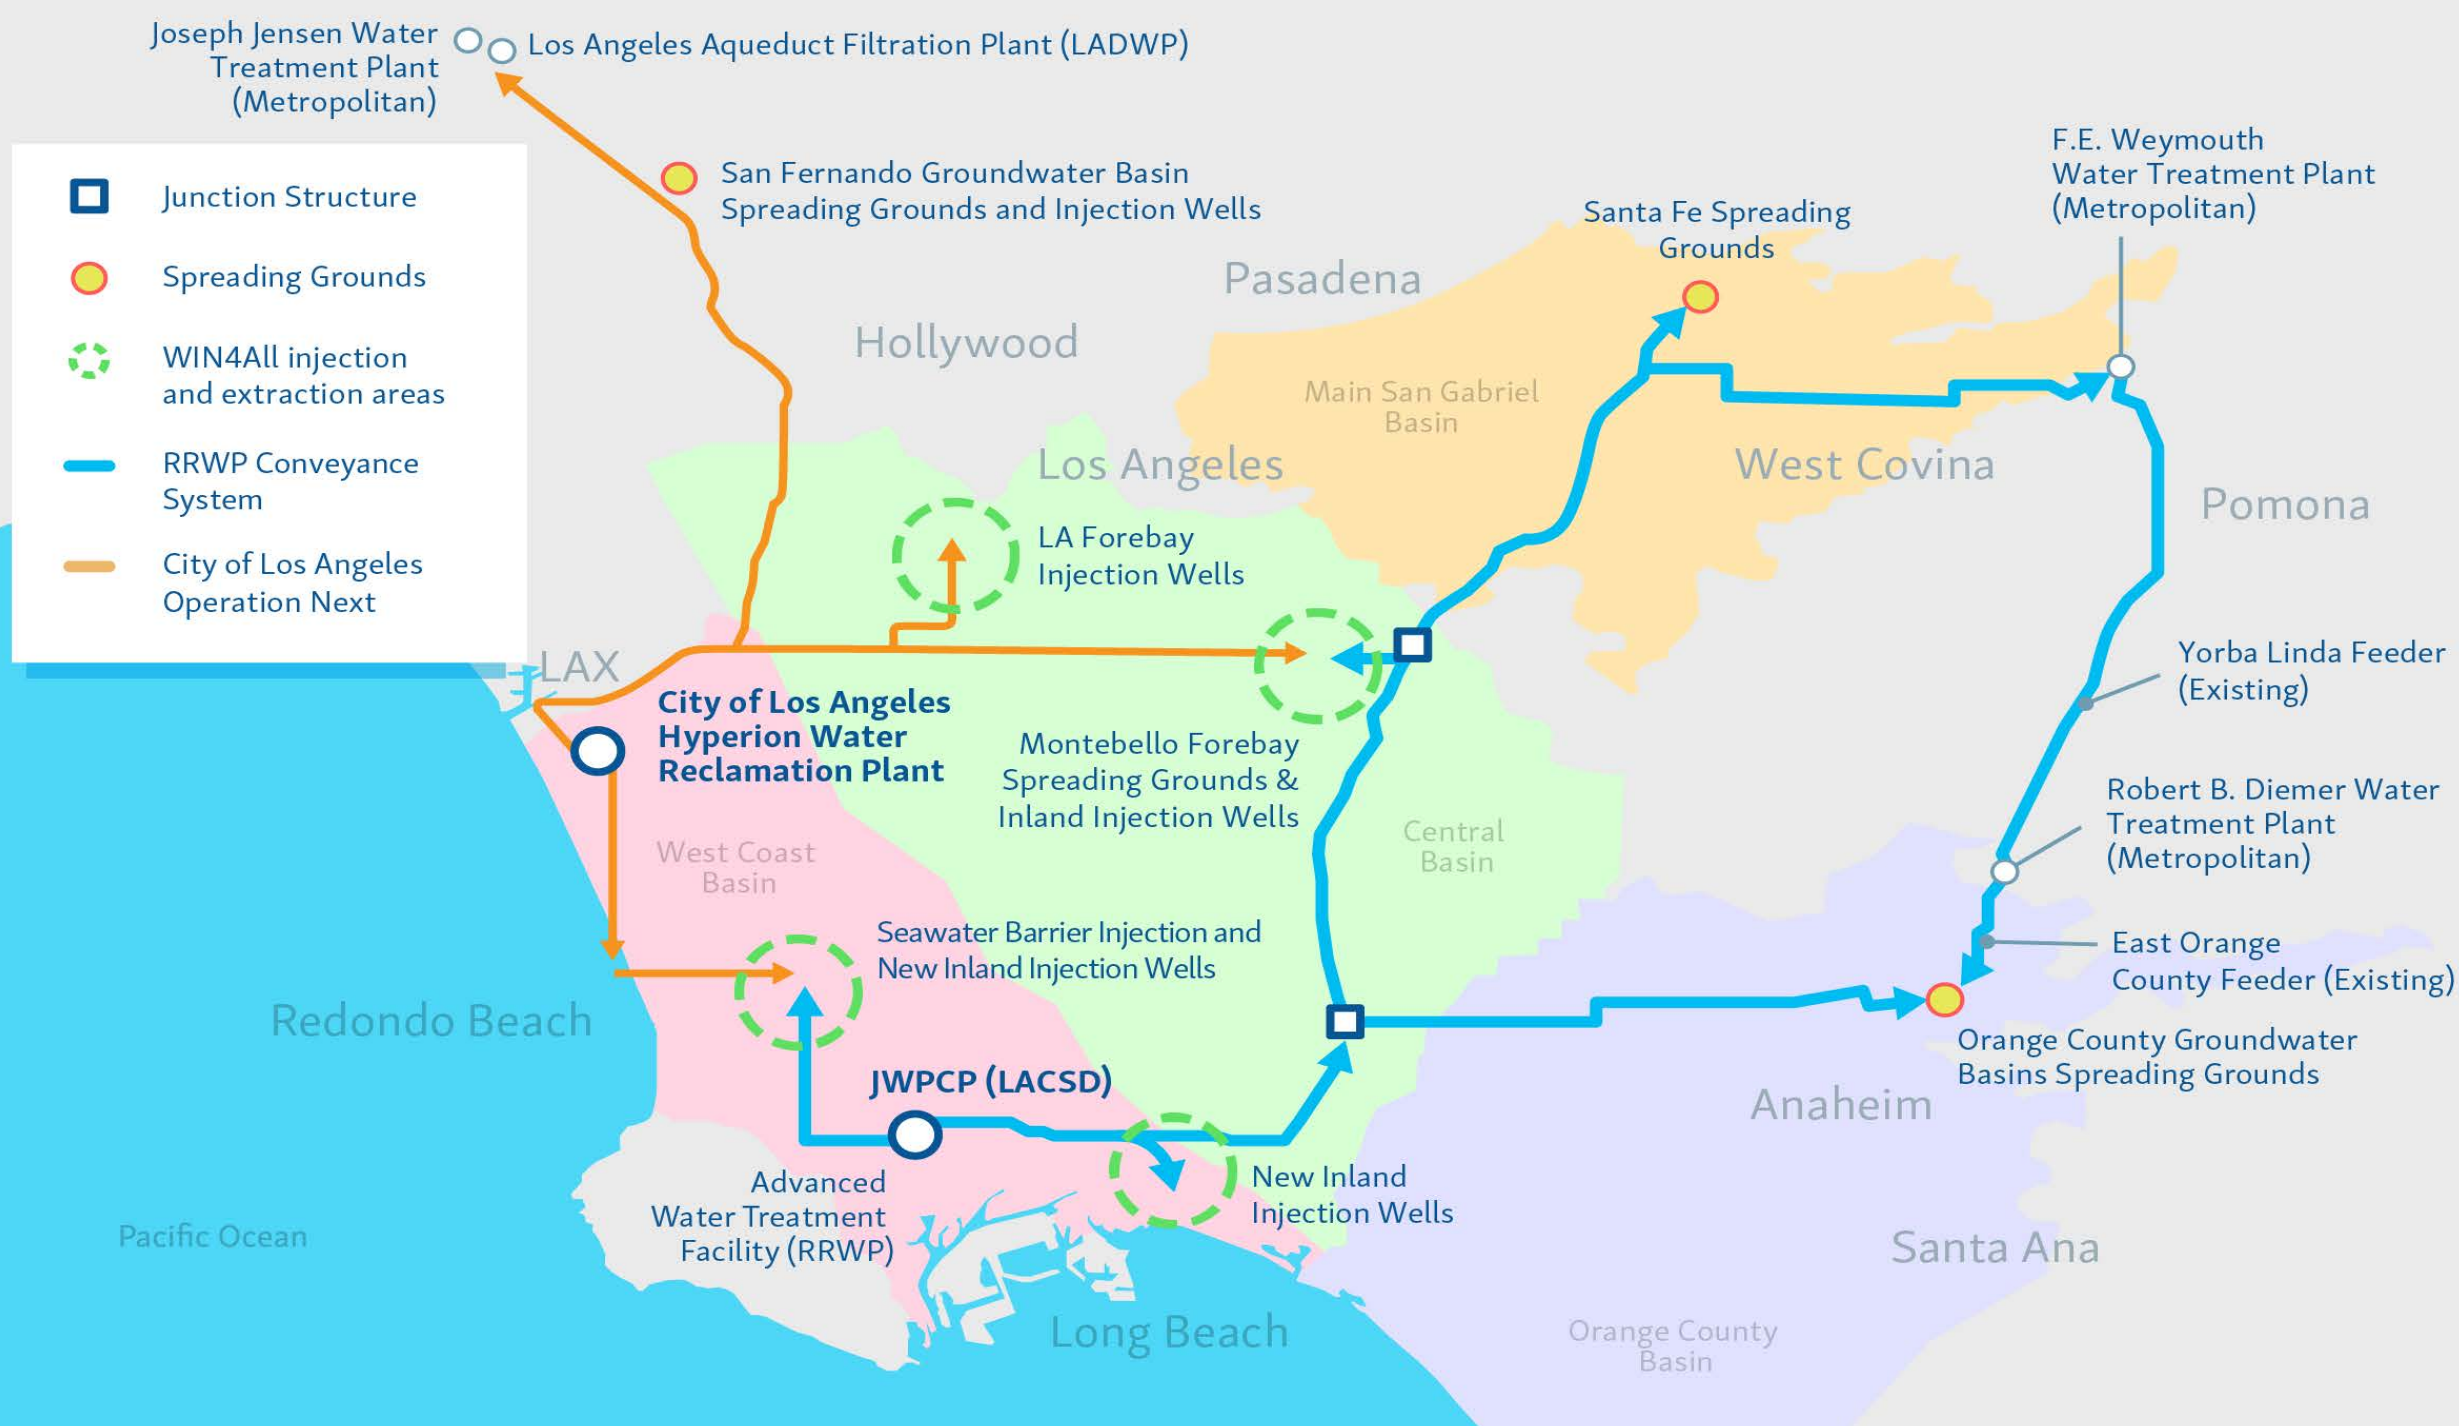 Joseph Jensen Water
Treatment Plant
(Metropolitan)
Los Angeles Aqueduct Filtration Plant (LADWP)
Junction Structure
Spreading Grounds
WIN4All injection
and extraction areas
RRWP Conveyance
System
City of Los Angeles
Operation Next
San Fernando Groundwater Basin
Spreading Grounds and Injection Wells
F.E. Weymouth
Water Treatment Plant
(Metropolitan)
Santa Fe Spreading
Grounds
Pasadena
Hollywood
Main San Gabriel
Basin
Los Angeles
West Covina
Pomona
LA Forebay
Injection Wells
LAX
City of Los Angeles
Hyperion Water
Reclamation Plant
Montebello Forebay
Spreading Grounds &
Inland Injection Wells
Yorba Linda Feeder
(Existing)
Robert B. Diemer Water
Treatment Plant
(Metropolitan)
Central
Basin
West Coast
Basin
Seawater Barrier Injection and
New Inland Injection Wells
East Orange
County Feeder (Existing)
Redondo Beach
Orange County Groundwater
Basins Spreading Grounds
JWPCP (LACSD)
Anaheim
Advanced
Water Treatment
Facility (RRWP)
New Inland
Injection Wells
Pacific Ocean
Santa Ana
Long Beach
Orange County
Basin